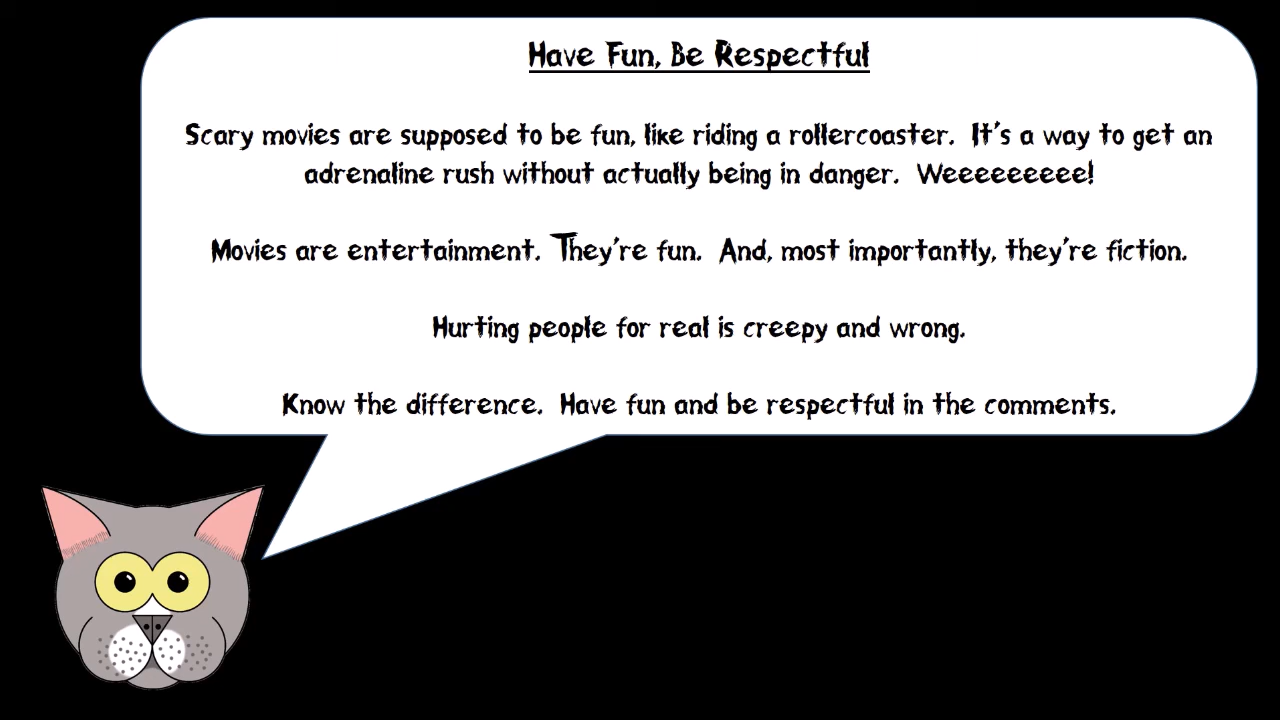 Have Fun, Be Respectful
Scary movies are supposed to be fun, like riding a rollercoaster.  It's a way to get an
adrenaline rush without actually being in danger.  Weeeeeeeee!
Movies are entertainment.  They're fun.  And, most importantly, they're fiction.
Hurting people for real is creepy and wrong.
Know the difference.  Have fun and be respectful in the comments.